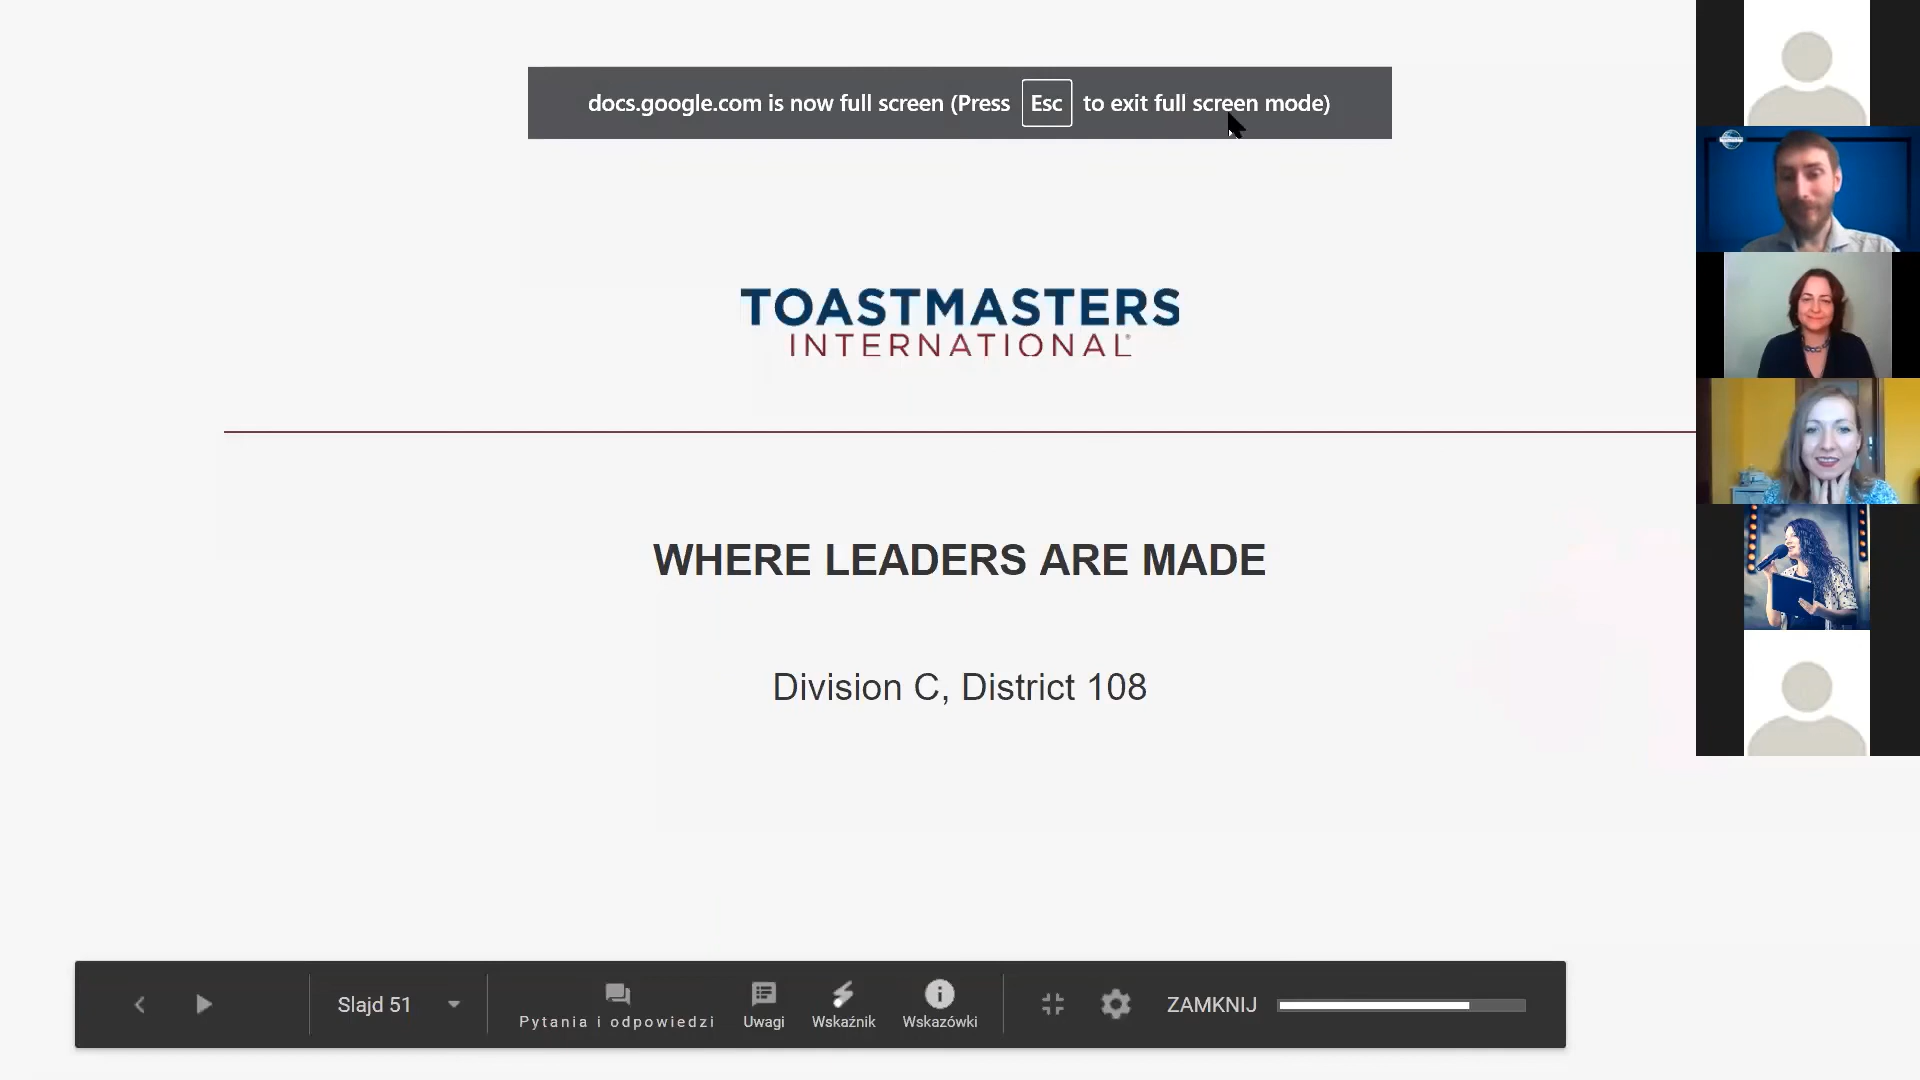 docs.google.com is now full screen (Press Esc to exit full screen mode)
TOASTMASTERS
INTERNATIONAL
WHERE LEADERS ARE MADE
Division C, District 108
Slajd 51
Pytania i odpowiedzi
Uwagi
Wskaźnik
Wskazówki
ZAMKNIJ